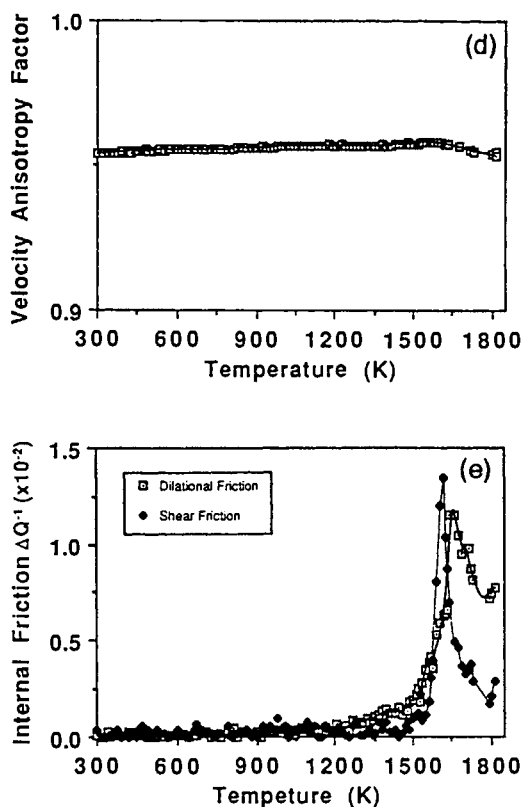 (d)
Velocity Anisotropy Factor
1.0
0.9
300 600 900 1200 1500 1800
Temperature (K)
(e)
Internal Friction ΔQ⁻¹ (x10⁻²)
1.5
1.0
0.5
0.0
Dilational Friction
Shear Friction
300 600 900 1200 1500 1800
Tempeture (K)